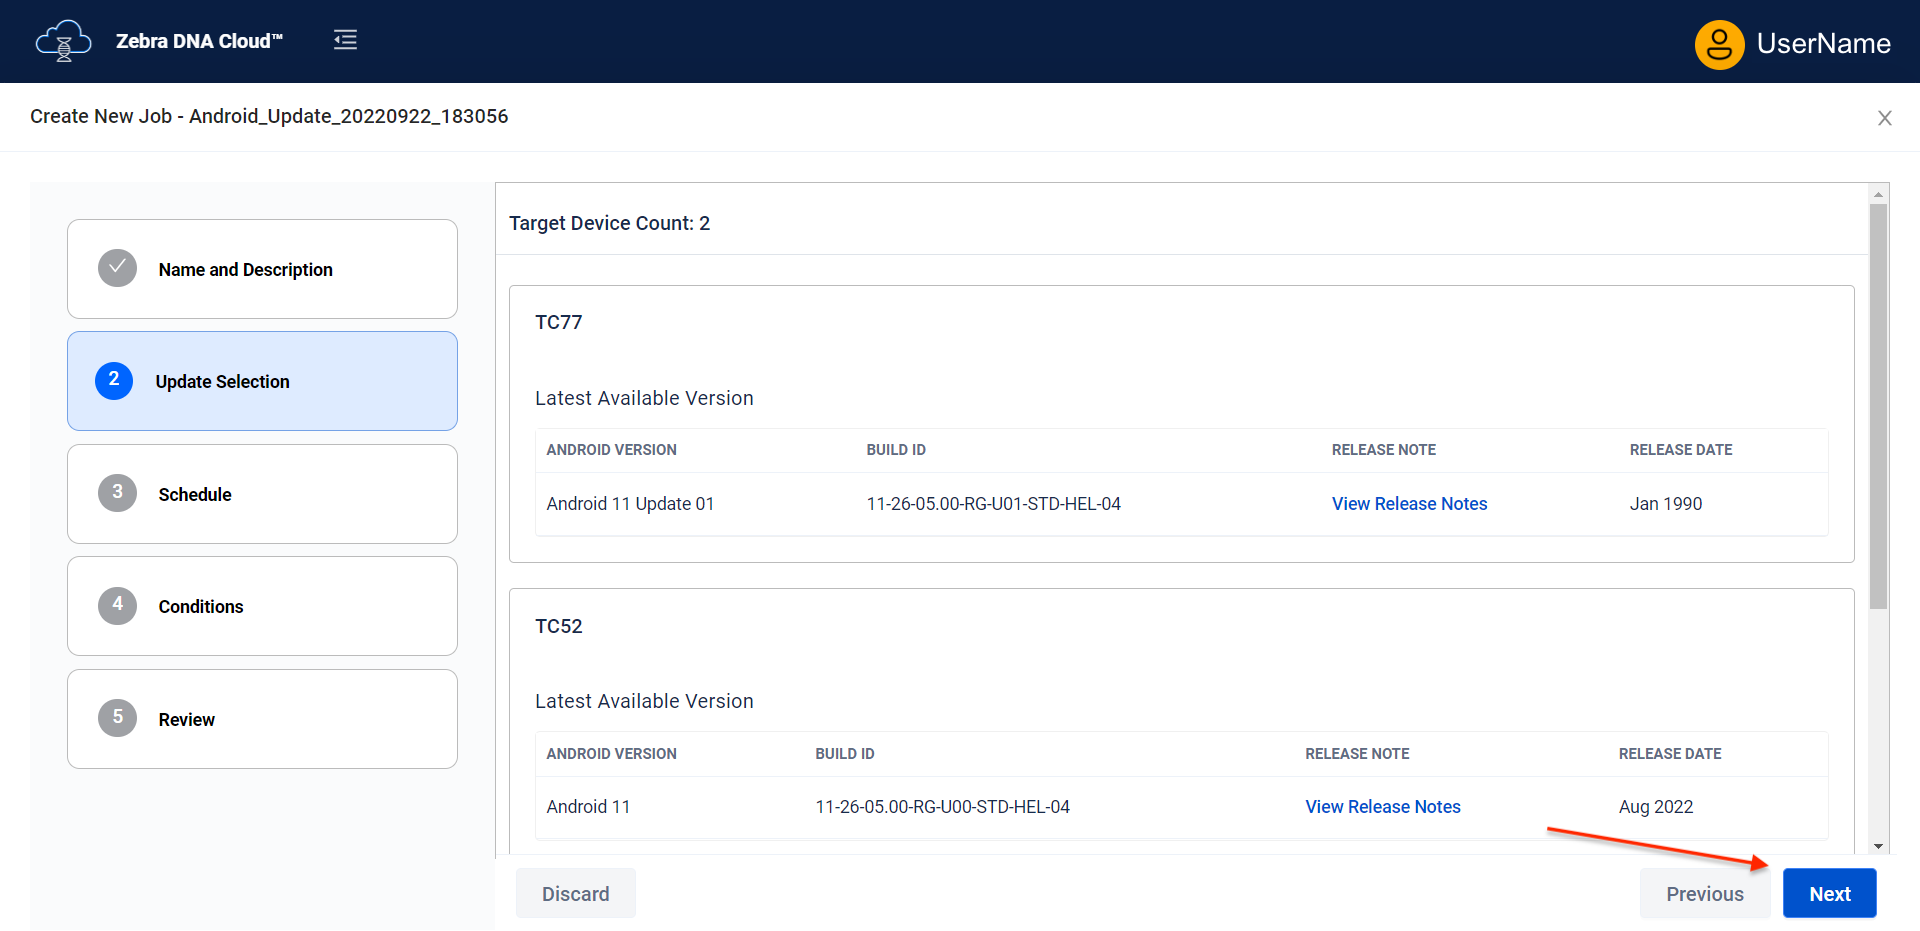 Zebra DNA Cloud™
UserName
Create New Job - Android_Update_20220922_183056
Name and Description
2 Update Selection
3 Schedule
4 Conditions
5 Review
Target Device Count: 2
TC77
Latest Available Version
ANDROID VERSION BUILD ID RELEASE NOTE RELEASE DATE
Android 11 Update 01 11-26-05.00-RG-U01-STD-HEL-04 View Release Notes Jan 1990
TC52
Latest Available Version
ANDROID VERSION BUILD ID RELEASE NOTE RELEASE DATE
Android 11 11-26-05.00-RG-U00-STD-HEL-04 View Release Notes Aug 2022
Discard Previous Next